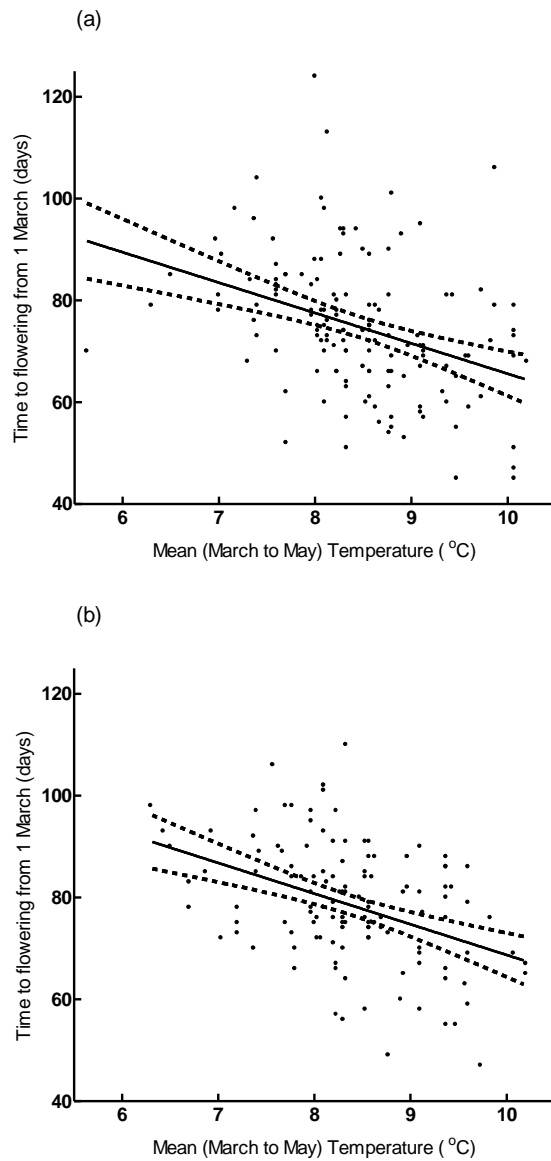 (a)
Time to flowering from 1 March (days)
120
100
80
60
40
6 7 8 9 10
Mean (March to May) Temperature ( °C)
(b)
Time to flowering from 1 March (days)
120
100
80
60
40
6 7 8 9 10
Mean (March to May) Temperature ( °C)